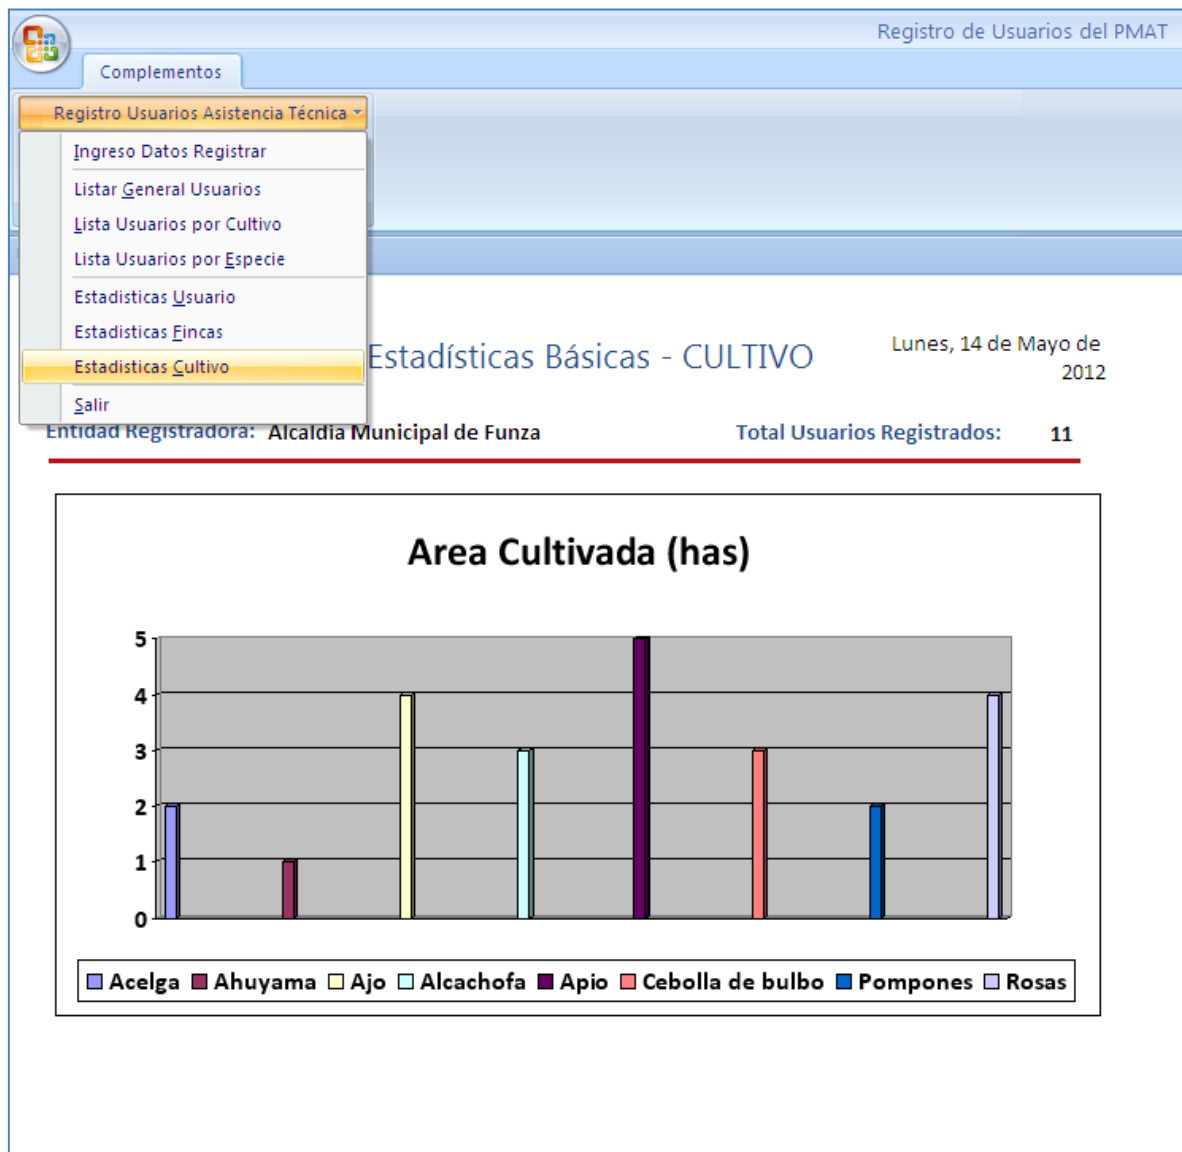 Registro de Usuarios del PMAT
Complementos
Registro Usuarios Asistencia Técnica
Ingreso Datos Registrar
Listar General Usuarios
Lista Usuarios por Cultivo
Lista Usuarios por Especie
Estadisticas Usuario
Estadisticas Fincas
Estadisticas Cultivo
Salir
Estadísticas Básicas - CULTIVO
Lunes, 14 de Mayo de
2012
Entidad Registradora: Alcaldia Municipal de Funza Total Usuarios Registrados: 11
Area Cultivada (has)
5
4
3
2
1
0
Acelga Ahuyama Ajo Alcachofa Apio Cebolla de bulbo Pompones Rosas